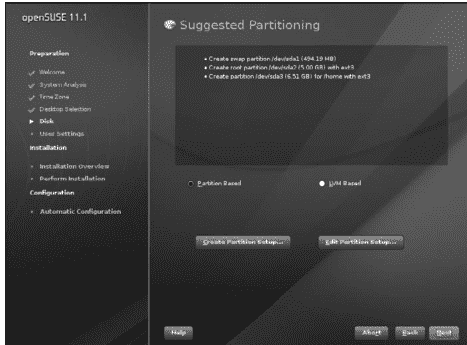 openSUSE 11.1
Preparation
Welcome
System Analysis
Time Zone
Desktop Selection
Disk
User Settings
Installation
Installation Overview
Perform Installation
Configuration
Automatic Configuration
Suggested Partitioning
• Create swap partition /dev/sda1 (494.19 MB)
• Create root partition /dev/sda2 (5.00 GB) with ext3
• Create partition /dev/sda3 (6.51 GB) for /home with ext3
Partition Based
LVM Based
Create Partition Setup...
Edit Partition Setup...
Help
Abort
Back
Next